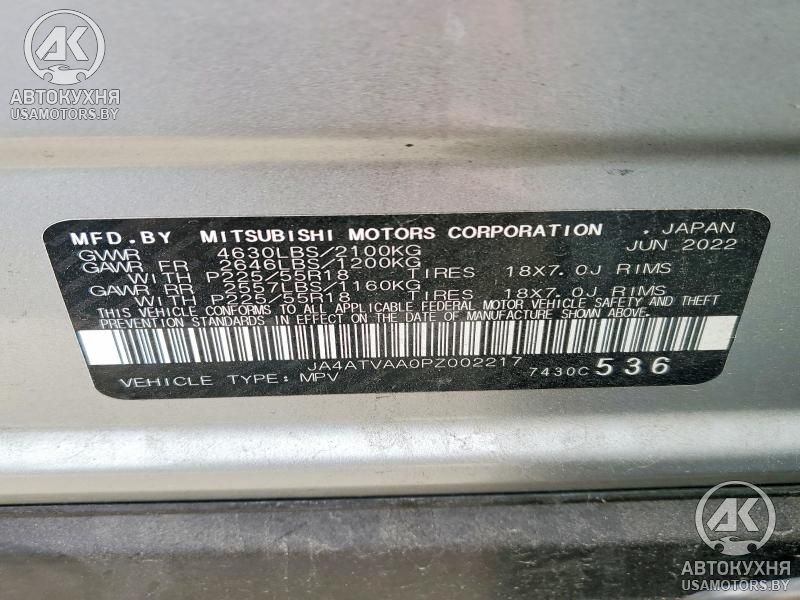 AK
АВТОКУХНЯ
USAMOTORS.BY
MFD.BY MITSUBISHI MOTORS CORPORATION . JAPAN
GVWR 4630LBS/2100KG JUN 2022
GAWR FR 2646LBS/1200KG
WITH P225/55R18 TIRES 18X7.0J RIMS
GAWR RR 2557LBS/1160KG
WITH P225/55R18 TIRES 18X7.0J RIMS
THIS VEHICLE CONFORMS TO ALL APPLICABLE FEDERAL MOTOR VEHICLE SAFETY AND THEFT
PREVENTION STANDARDS IN EFFECT ON THE DATE OF MANUFACTURE SHOWN ABOVE.
JA4ATVAA0PZ002217
VEHICLE TYPE: MPV 7430C 536
AK
АВТОКУХНЯ
USAMOTORS.BY